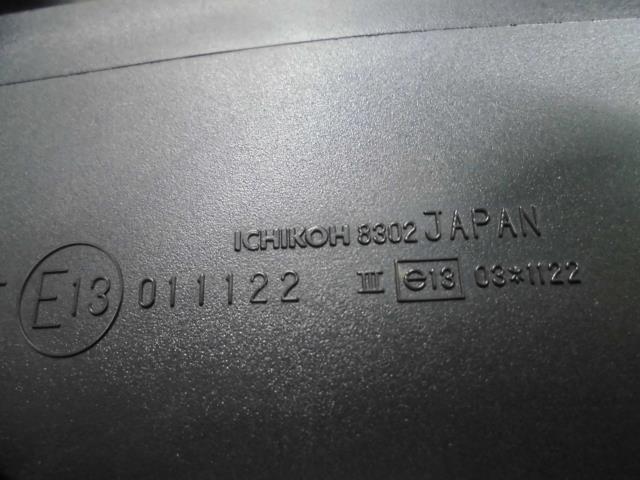 ICHIKOH 8302 JAPAN
E13 011122 III e13 03*1122